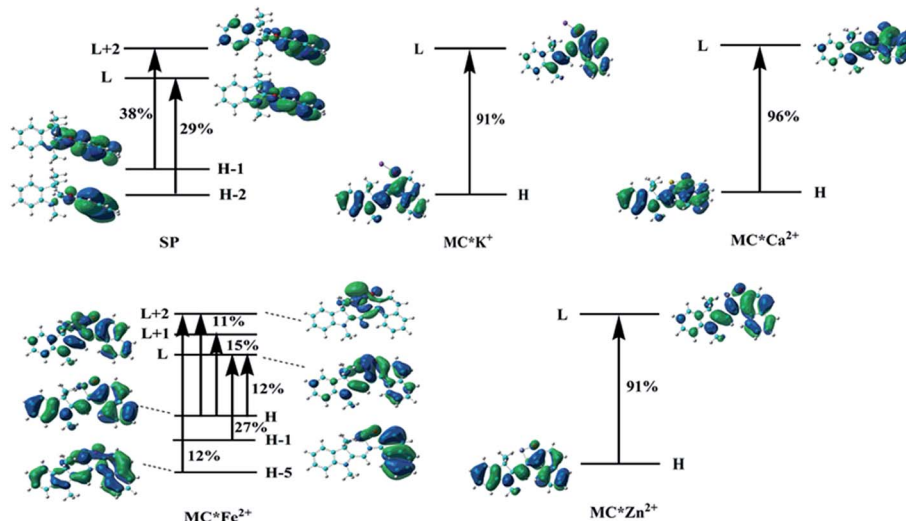 L+2
L
38%
29%
H-1
H-2
SP
L
91%
H
MC*K+
L
96%
H
MC*Ca2+
L+2
11%
L+1
15%
L
12%
H
27%
H-1
12%
H-5
MC*Fe2+
L
91%
H
MC*Zn2+